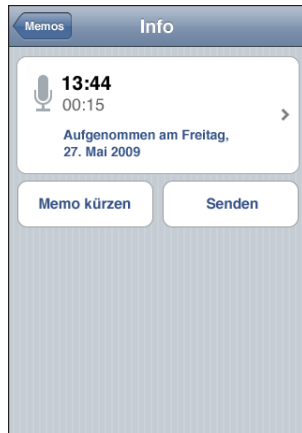 Memos Info
13:44
00:15
Aufgenommen am Freitag,
27. Mai 2009
Memo kürzen Senden